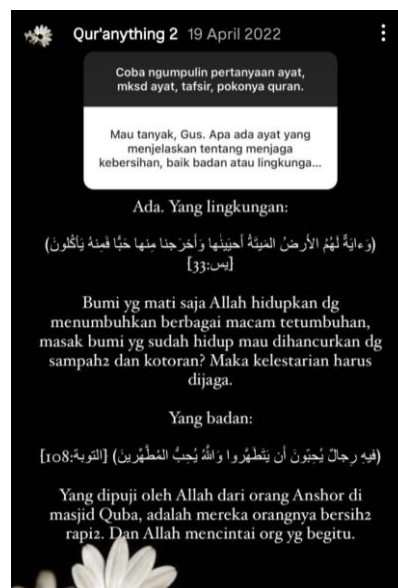 Qur'anything 2 19 April 2022
Coba ngumpulin pertanyaan ayat,
mksd ayat, tafsir, pokonya quran.
Mau tanyak, Gus. Apa ada ayat yang
menjelaskan tentang menjaga
kebersihan, baik badan atau lingkunga...
Ada. Yang lingkungan:
(وَءايَةٌ لَهُمُ الأَرضُ المَيتَةُ أَحيَينٰها وَأَخرَجنا مِنها حَبًّا فَمِنهُ يَأكُلونَ)
[يس:33]
Bumi yg mati saja Allah hidupkan dg
menumbuhkan berbagai macam tetumbuhan,
masak bumi yg sudah hidup mau dihancurkan dg
sampah2 dan kotoran? Maka kelestarian harus
dijaga.
Yang badan:
(فيهِ رِجالٌ يُحِبّونَ أَن يَتَطَهَّروا وَاللَّهُ يُحِبُّ المُطَّهِّرينَ) [التوبة:108]
Yang dipuji oleh Allah dari orang Anshor di
masjid Quba, adalah mereka orangnya bersih2
rapi2. Dan Allah mencintai org yg begitu.